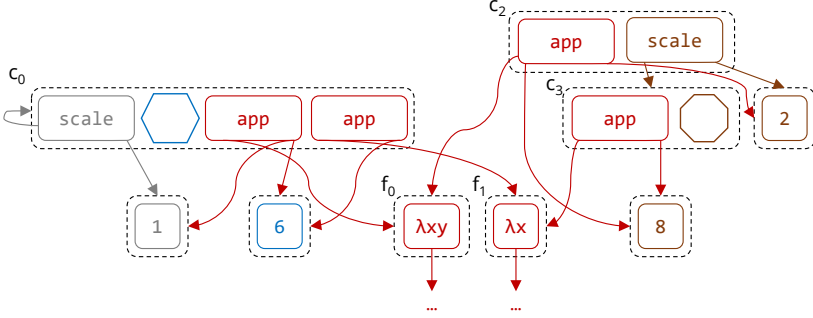 c2
app scale
c0
scale app app
c3
app 2
f0 f1
1 6 λxy λx 8
... ...